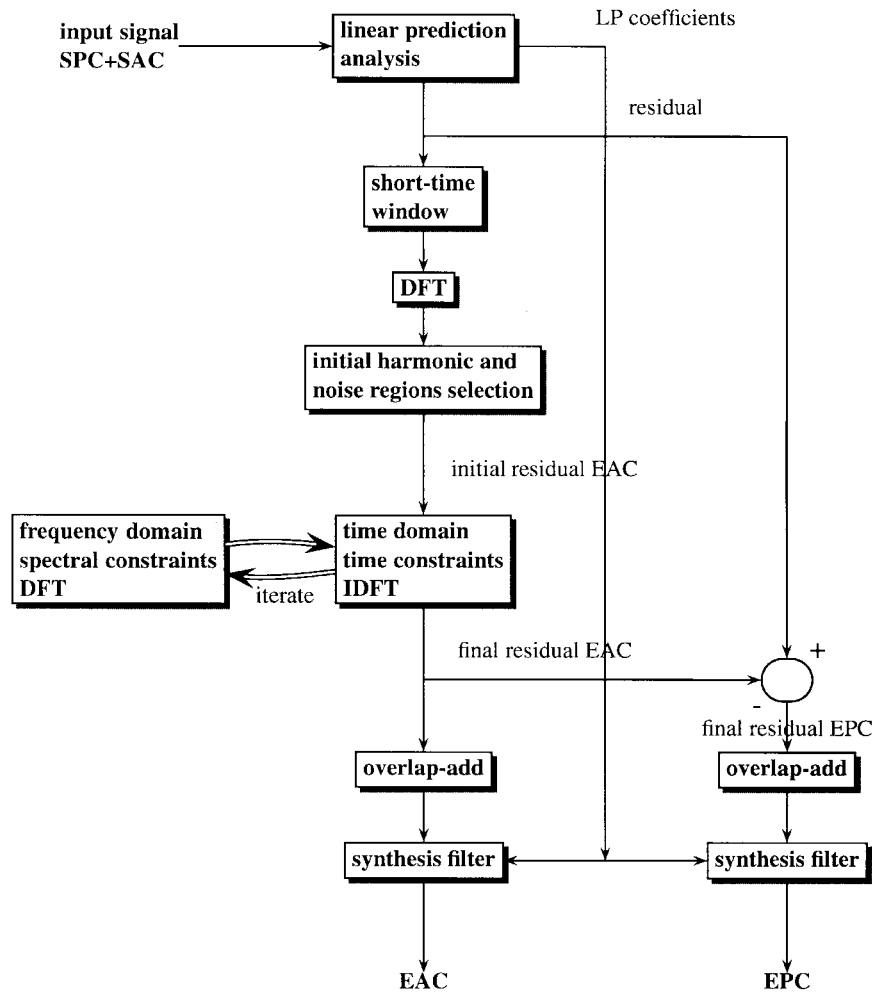 LP coefficients
input signal
SPC+SAC
linear prediction
analysis
residual
short-time
window
DFT
initial harmonic and
noise regions selection
initial residual EAC
frequency domain
spectral constraints
DFT
time domain
time constraints
IDFT
iterate
final residual EAC
+
-
final residual EPC
overlap-add
overlap-add
synthesis filter
synthesis filter
EAC
EPC